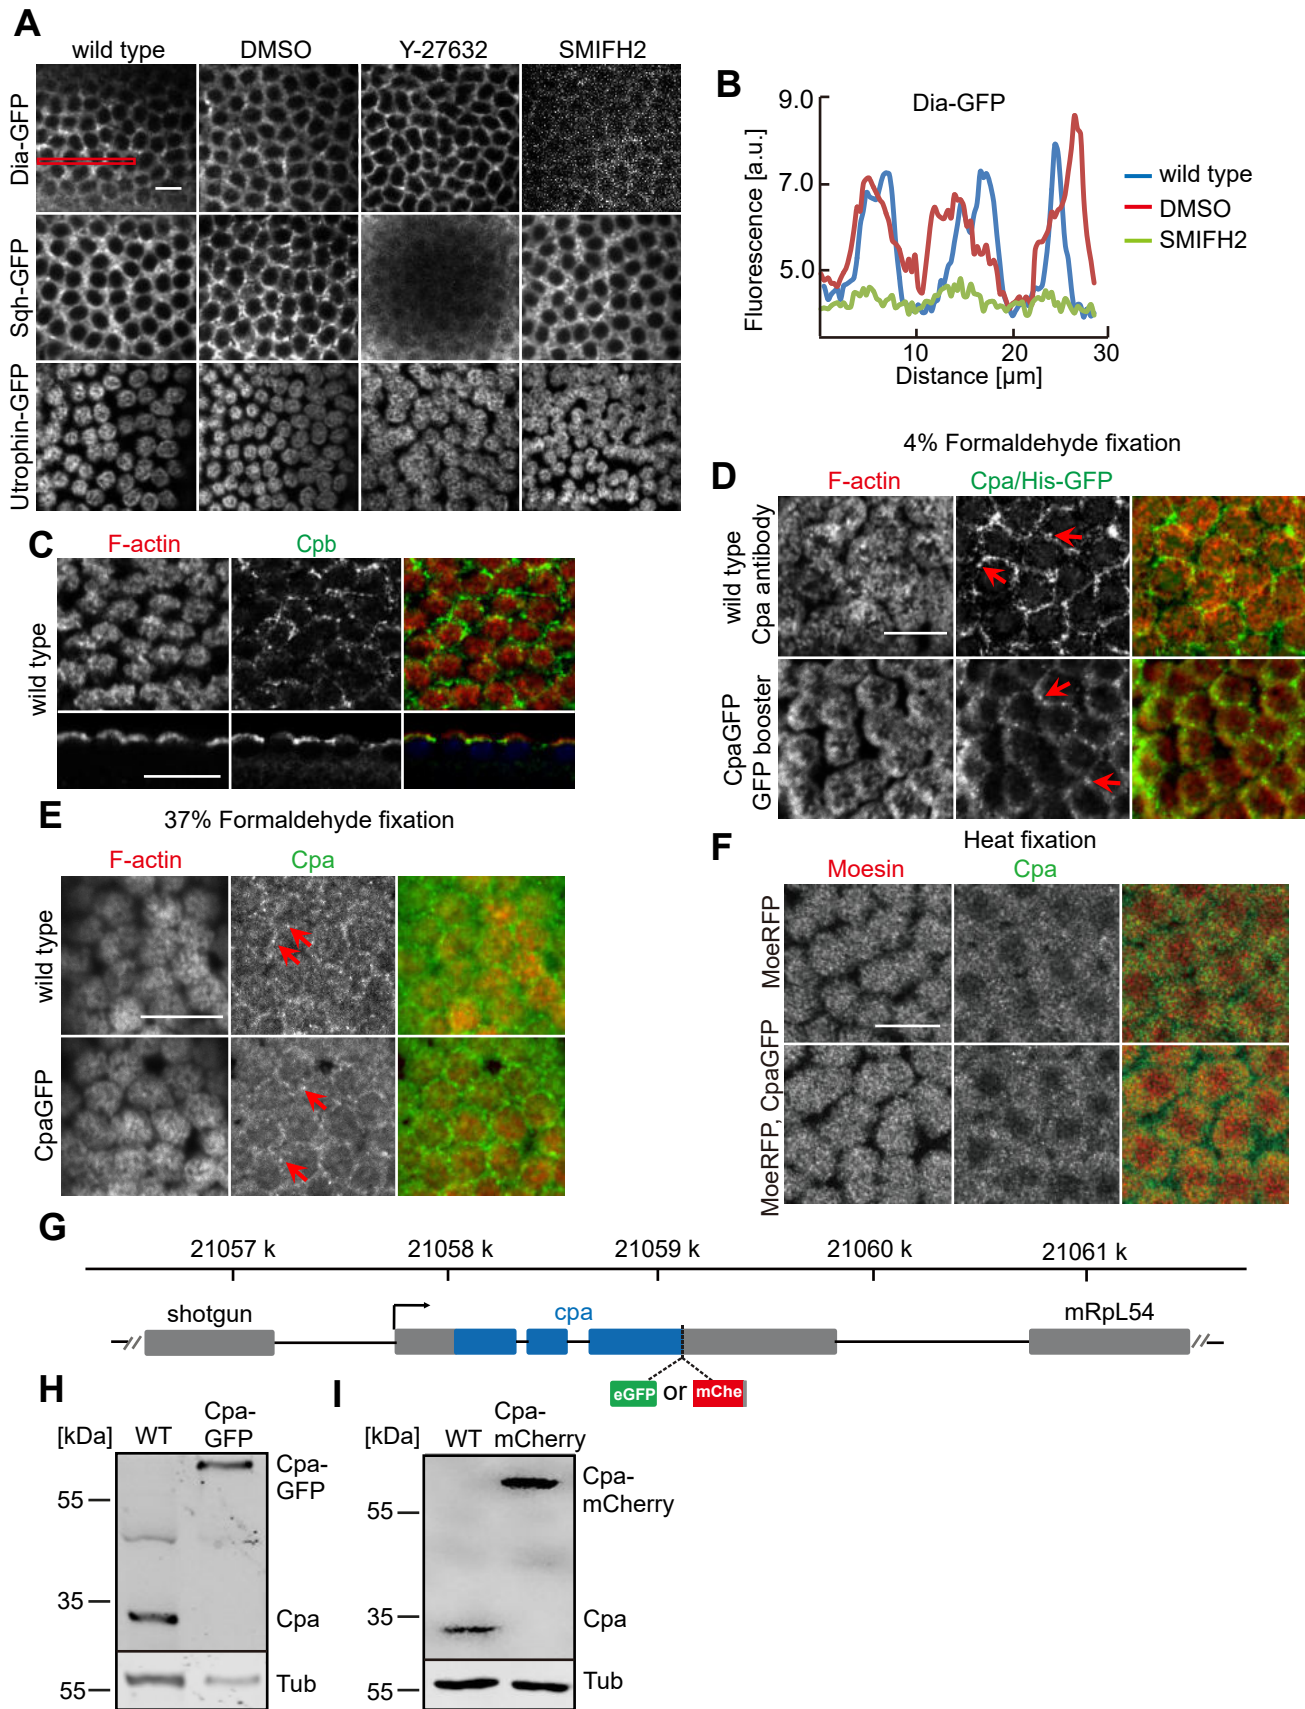 A
wild type DMSO Y-27632 SMIFH2
Dia-GFP
Sqh-GFP
Utrophin-GFP
B
Dia-GFP
Fluorescence [a.u.]
9.0
7.0
5.0
10 20 30
Distance [µm]
wild type
DMSO
SMIFH2
C
F-actin Cpb
wild type
4% Formaldehyde fixation
D
F-actin Cpa/His-GFP
wild type
Cpa antibody
CpaGFP
GFP booster
E
37% Formaldehyde fixation
F-actin Cpa
wild type
CpaGFP
F
Heat fixation
Moesin Cpa
MoeRFP
MoeRFP, CpaGFP
G
21057 k 21058 k 21059 k 21060 k 21061 k
shotgun cpa mRpL54
eGFP or mChe
H
[kDa] WT Cpa-
GFP
Cpa-
GFP
55
35
Cpa
55
Tub
I
[kDa] WT Cpa-
mCherry
Cpa-
mCherry
55
35
Cpa
55
Tub